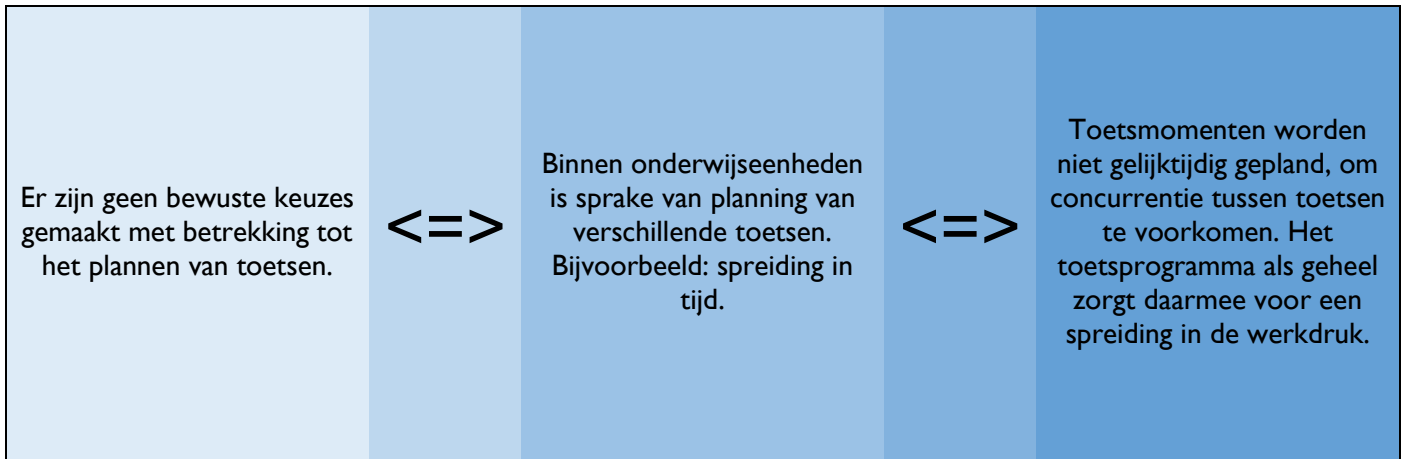 Er zijn geen bewuste keuzes
gemaakt met betrekking tot
het plannen van toetsen.
<=>
Binnen onderwijseenheden
is sprake van planning van
verschillende toetsen.
Bijvoorbeeld: spreiding in
tijd.
<=>
Toetsmomenten worden
niet gelijktijdig gepland, om
concurrentie tussen toetsen
te voorkomen. Het
toetsprogramma als geheel
zorgt daarmee voor een
spreiding in de werkdruk.